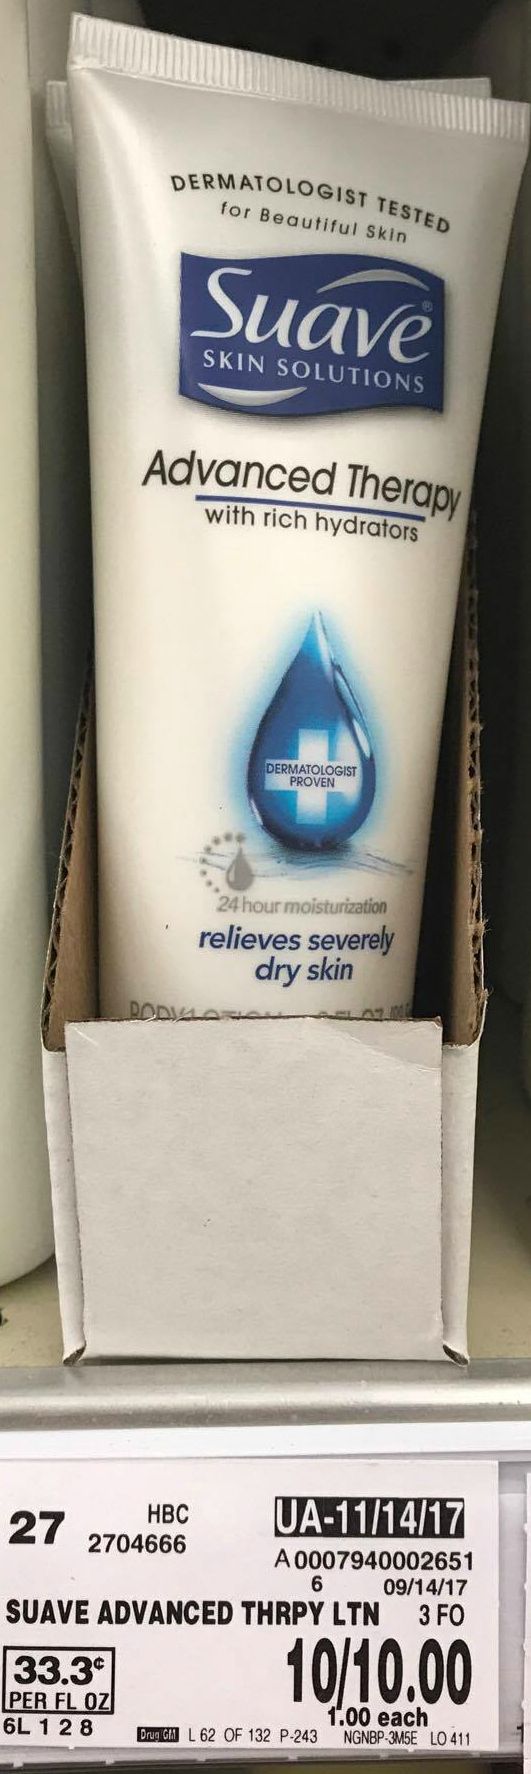 DERMATOLOGIST TESTED
for Beautiful Skin
Suave®
SKIN SOLUTIONS
Advanced Therapy
with rich hydrators
DERMATOLOGIST
PROVEN
24 hour moisturization
relieves severely
dry skin
BODY LOTION
27 HBC UA-11/14/17
2704666 A0007940002651
6 09/14/17
SUAVE ADVANCED THRPY LTN 3 FO
33.3¢ 10/10.00
PER FL OZ 1.00 each
6L 1 2 8 Drug GM L 62 OF 132 P-243 NGNBP-3M5E LO 411